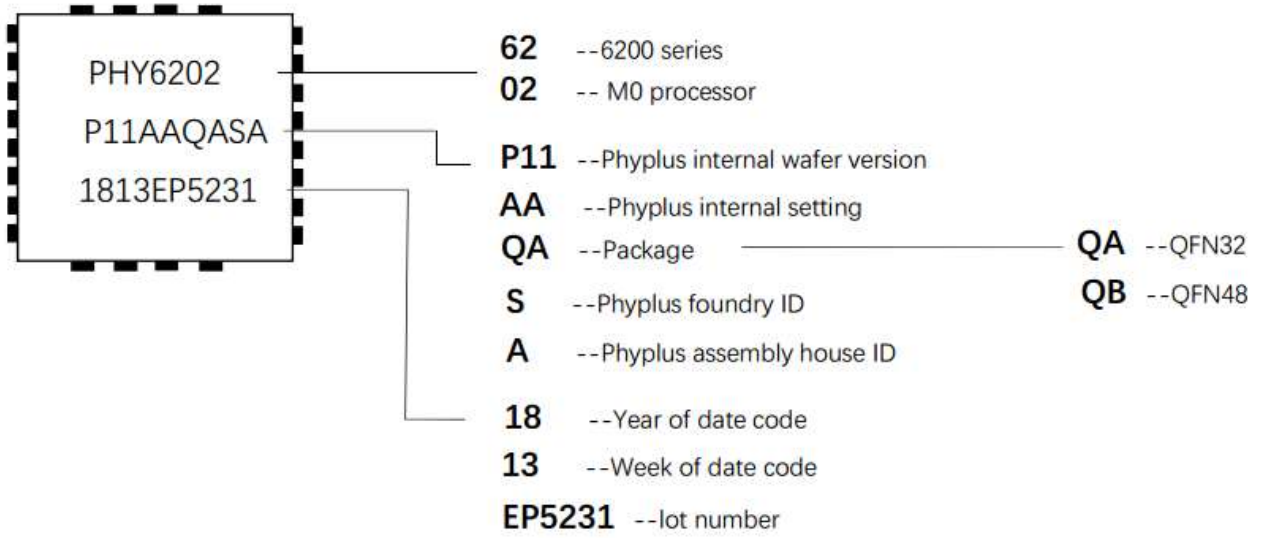 PHY6202
P11AAQASA
1813EP5231
62 --6200 series
02 -- M0 processor
P11 --Phyplus internal wafer version
AA --Phyplus internal setting
QA --Package
QA --QFN32
QB --QFN48
S --Phyplus foundry ID
A --Phyplus assembly house ID
18 --Year of date code
13 --Week of date code
EP5231 --lot number